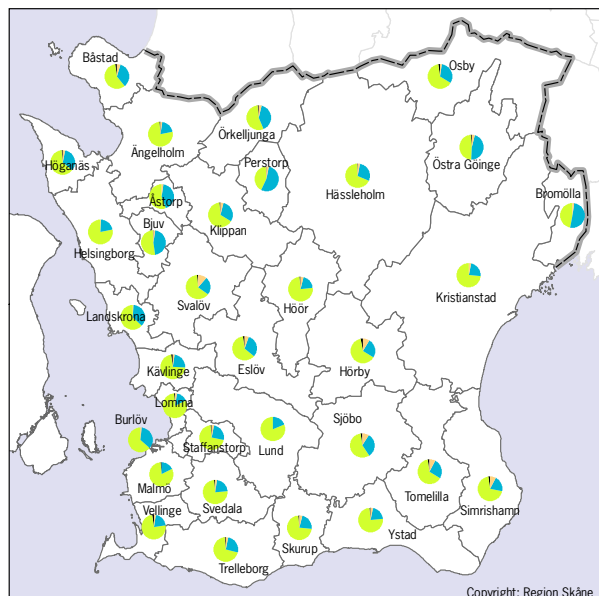 Båstad
Osby
Örkelljunga
Ängelholm
Östra Göinge
Höganäs
Perstorp
Hässleholm
Bromölla
Åstorp
Bjuv
Klippan
Helsingborg
Kristianstad
Svalöv
Höör
Landskrona
Kävlinge
Eslöv
Hörby
Lomma
Burlöv
Sjöbo
Staffanstorp
Lund
Malmö
Tomelilla
Svedala
Simrishamn
Vellinge
Skurup
Ystad
Trelleborg
Copyright: Region Skåne